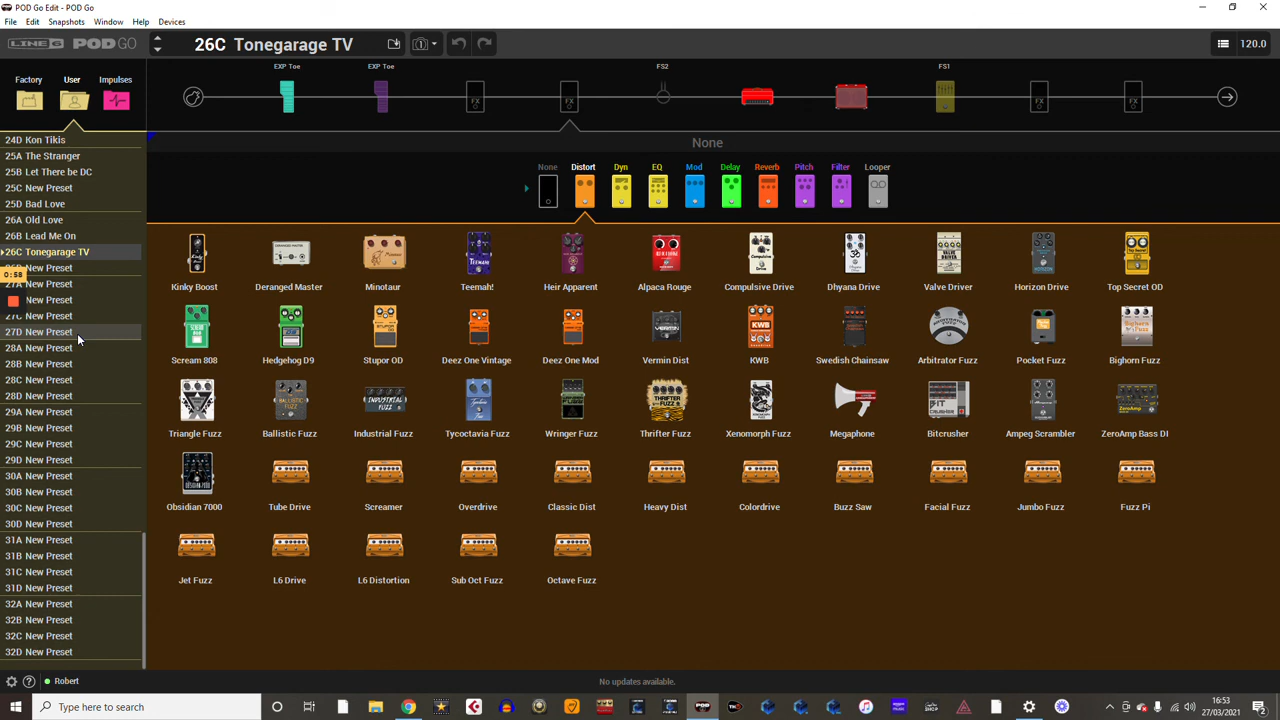 POD Go Edit - POD Go
File Edit Snapshots Window Help Devices
LINE 6 POD GO
26C Tonegarage TV
120.0
Factory User Impulses
EXP Toe EXP Toe FS2 FS1
FX FX FX FX
None
24D Kon Tikis
25A The Stranger
25B Let There be DC
25C New Preset
25D Bad Love
26A Old Love
26B Lead Me On
26C Tonegarage TV
New Preset
0:58
27A New Preset
New Preset
27C New Preset
27D New Preset
28A New Preset
28B New Preset
28C New Preset
28D New Preset
29A New Preset
29B New Preset
29C New Preset
29D New Preset
30A New Preset
30B New Preset
30C New Preset
30D New Preset
31A New Preset
31B New Preset
31C New Preset
31D New Preset
32A New Preset
32B New Preset
32C New Preset
32D New Preset
None Distort Dyn EQ Mod Delay Reverb Pitch Filter Looper
Kinky Boost Deranged Master Minotaur Teemah! Heir Apparent Alpaca Rouge Compulsive Drive Dhyana Drive Valve Driver Horizon Drive Top Secret OD
Scream 808 Hedgehog D9 Stupor OD Deez One Vintage Deez One Mod Vermin Dist KWB Swedish Chainsaw Arbitrator Fuzz Pocket Fuzz Bighorn Fuzz
Triangle Fuzz Ballistic Fuzz Industrial Fuzz Tycoctavia Fuzz Wringer Fuzz Thrifter Fuzz Xenomorph Fuzz Megaphone Bitcrusher Ampeg Scrambler ZeroAmp Bass DI
Obsidian 7000 Tube Drive Screamer Overdrive Classic Dist Heavy Dist Colordrive Buzz Saw Facial Fuzz Jumbo Fuzz Fuzz Pi
Jet Fuzz L6 Drive L6 Distortion Sub Oct Fuzz Octave Fuzz
Robert
No updates available.
Type here to search
16:53
27/03/2021